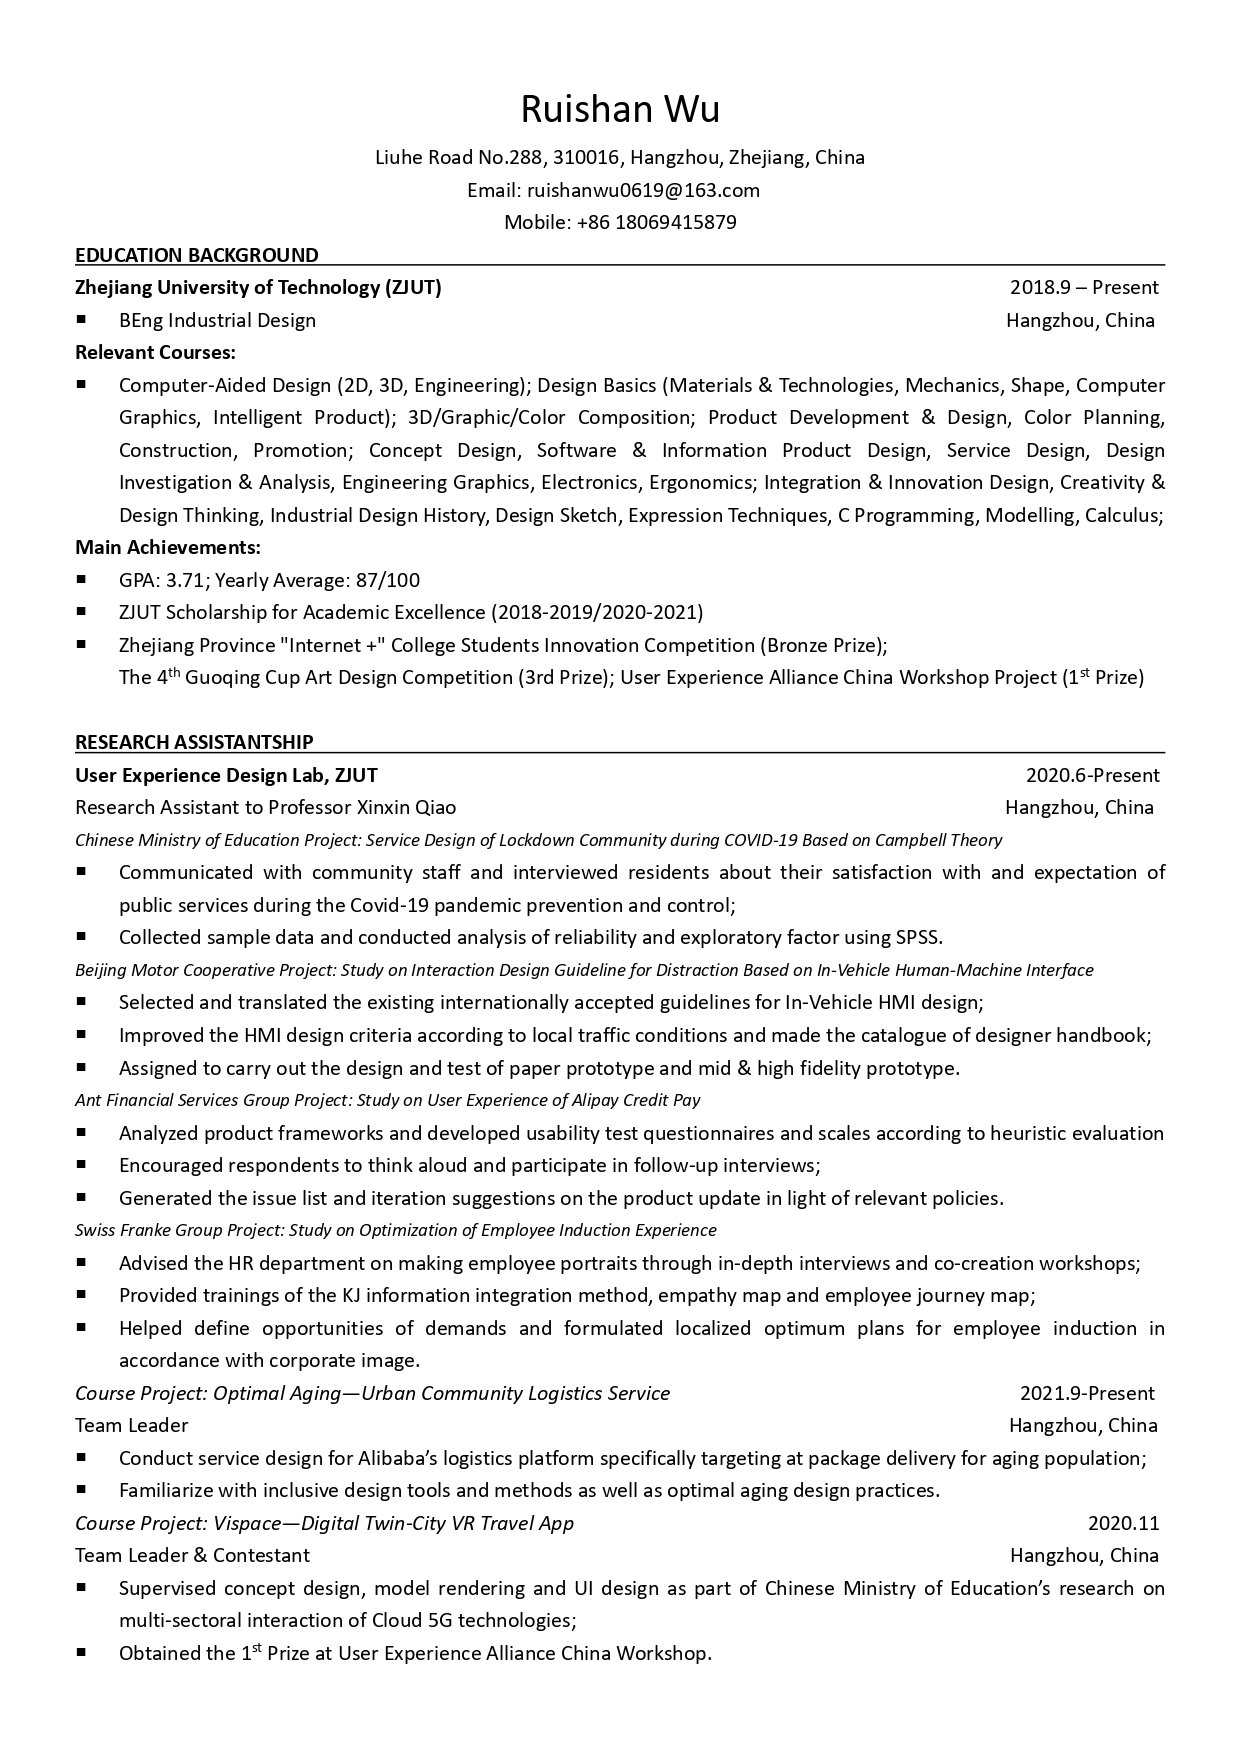 Ruishan Wu
Liuhe Road No.288, 310016, Hangzhou, Zhejiang, China
Email: ruishanwu0619@163.com
Mobile: +86 18069415879
EDUCATION BACKGROUND
Zhejiang University of Technology (ZJUT) 2018.9 – Present
▪ BEng Industrial Design Hangzhou, China
Relevant Courses:
▪ Computer-Aided Design (2D, 3D, Engineering); Design Basics (Materials & Technologies, Mechanics, Shape, Computer
Graphics, Intelligent Product); 3D/Graphic/Color Composition; Product Development & Design, Color Planning,
Construction, Promotion; Concept Design, Software & Information Product Design, Service Design, Design
Investigation & Analysis, Engineering Graphics, Electronics, Ergonomics; Integration & Innovation Design, Creativity &
Design Thinking, Industrial Design History, Design Sketch, Expression Techniques, C Programming, Modelling, Calculus;
Main Achievements:
▪ GPA: 3.71; Yearly Average: 87/100
▪ ZJUT Scholarship for Academic Excellence (2018-2019/2020-2021)
▪ Zhejiang Province "Internet +" College Students Innovation Competition (Bronze Prize);
The 4th Guoqing Cup Art Design Competition (3rd Prize); User Experience Alliance China Workshop Project (1st Prize)
RESEARCH ASSISTANTSHIP
User Experience Design Lab, ZJUT 2020.6-Present
Research Assistant to Professor Xinxin Qiao Hangzhou, China
Chinese Ministry of Education Project: Service Design of Lockdown Community during COVID-19 Based on Campbell Theory
▪ Communicated with community staff and interviewed residents about their satisfaction with and expectation of
public services during the Covid-19 pandemic prevention and control;
▪ Collected sample data and conducted analysis of reliability and exploratory factor using SPSS.
Beijing Motor Cooperative Project: Study on Interaction Design Guideline for Distraction Based on In-Vehicle Human-Machine Interface
▪ Selected and translated the existing internationally accepted guidelines for In-Vehicle HMI design;
▪ Improved the HMI design criteria according to local traffic conditions and made the catalogue of designer handbook;
▪ Assigned to carry out the design and test of paper prototype and mid & high fidelity prototype.
Ant Financial Services Group Project: Study on User Experience of Alipay Credit Pay
▪ Analyzed product frameworks and developed usability test questionnaires and scales according to heuristic evaluation
▪ Encouraged respondents to think aloud and participate in follow-up interviews;
▪ Generated the issue list and iteration suggestions on the product update in light of relevant policies.
Swiss Franke Group Project: Study on Optimization of Employee Induction Experience
▪ Advised the HR department on making employee portraits through in-depth interviews and co-creation workshops;
▪ Provided trainings of the KJ information integration method, empathy map and employee journey map;
▪ Helped define opportunities of demands and formulated localized optimum plans for employee induction in
accordance with corporate image.
Course Project: Optimal Aging—Urban Community Logistics Service 2021.9-Present
Team Leader Hangzhou, China
▪ Conduct service design for Alibaba’s logistics platform specifically targeting at package delivery for aging population;
▪ Familiarize with inclusive design tools and methods as well as optimal aging design practices.
Course Project: Vispace—Digital Twin-City VR Travel App 2020.11
Team Leader & Contestant Hangzhou, China
▪ Supervised concept design, model rendering and UI design as part of Chinese Ministry of Education’s research on
multi-sectoral interaction of Cloud 5G technologies;
▪ Obtained the 1st Prize at User Experience Alliance China Workshop.